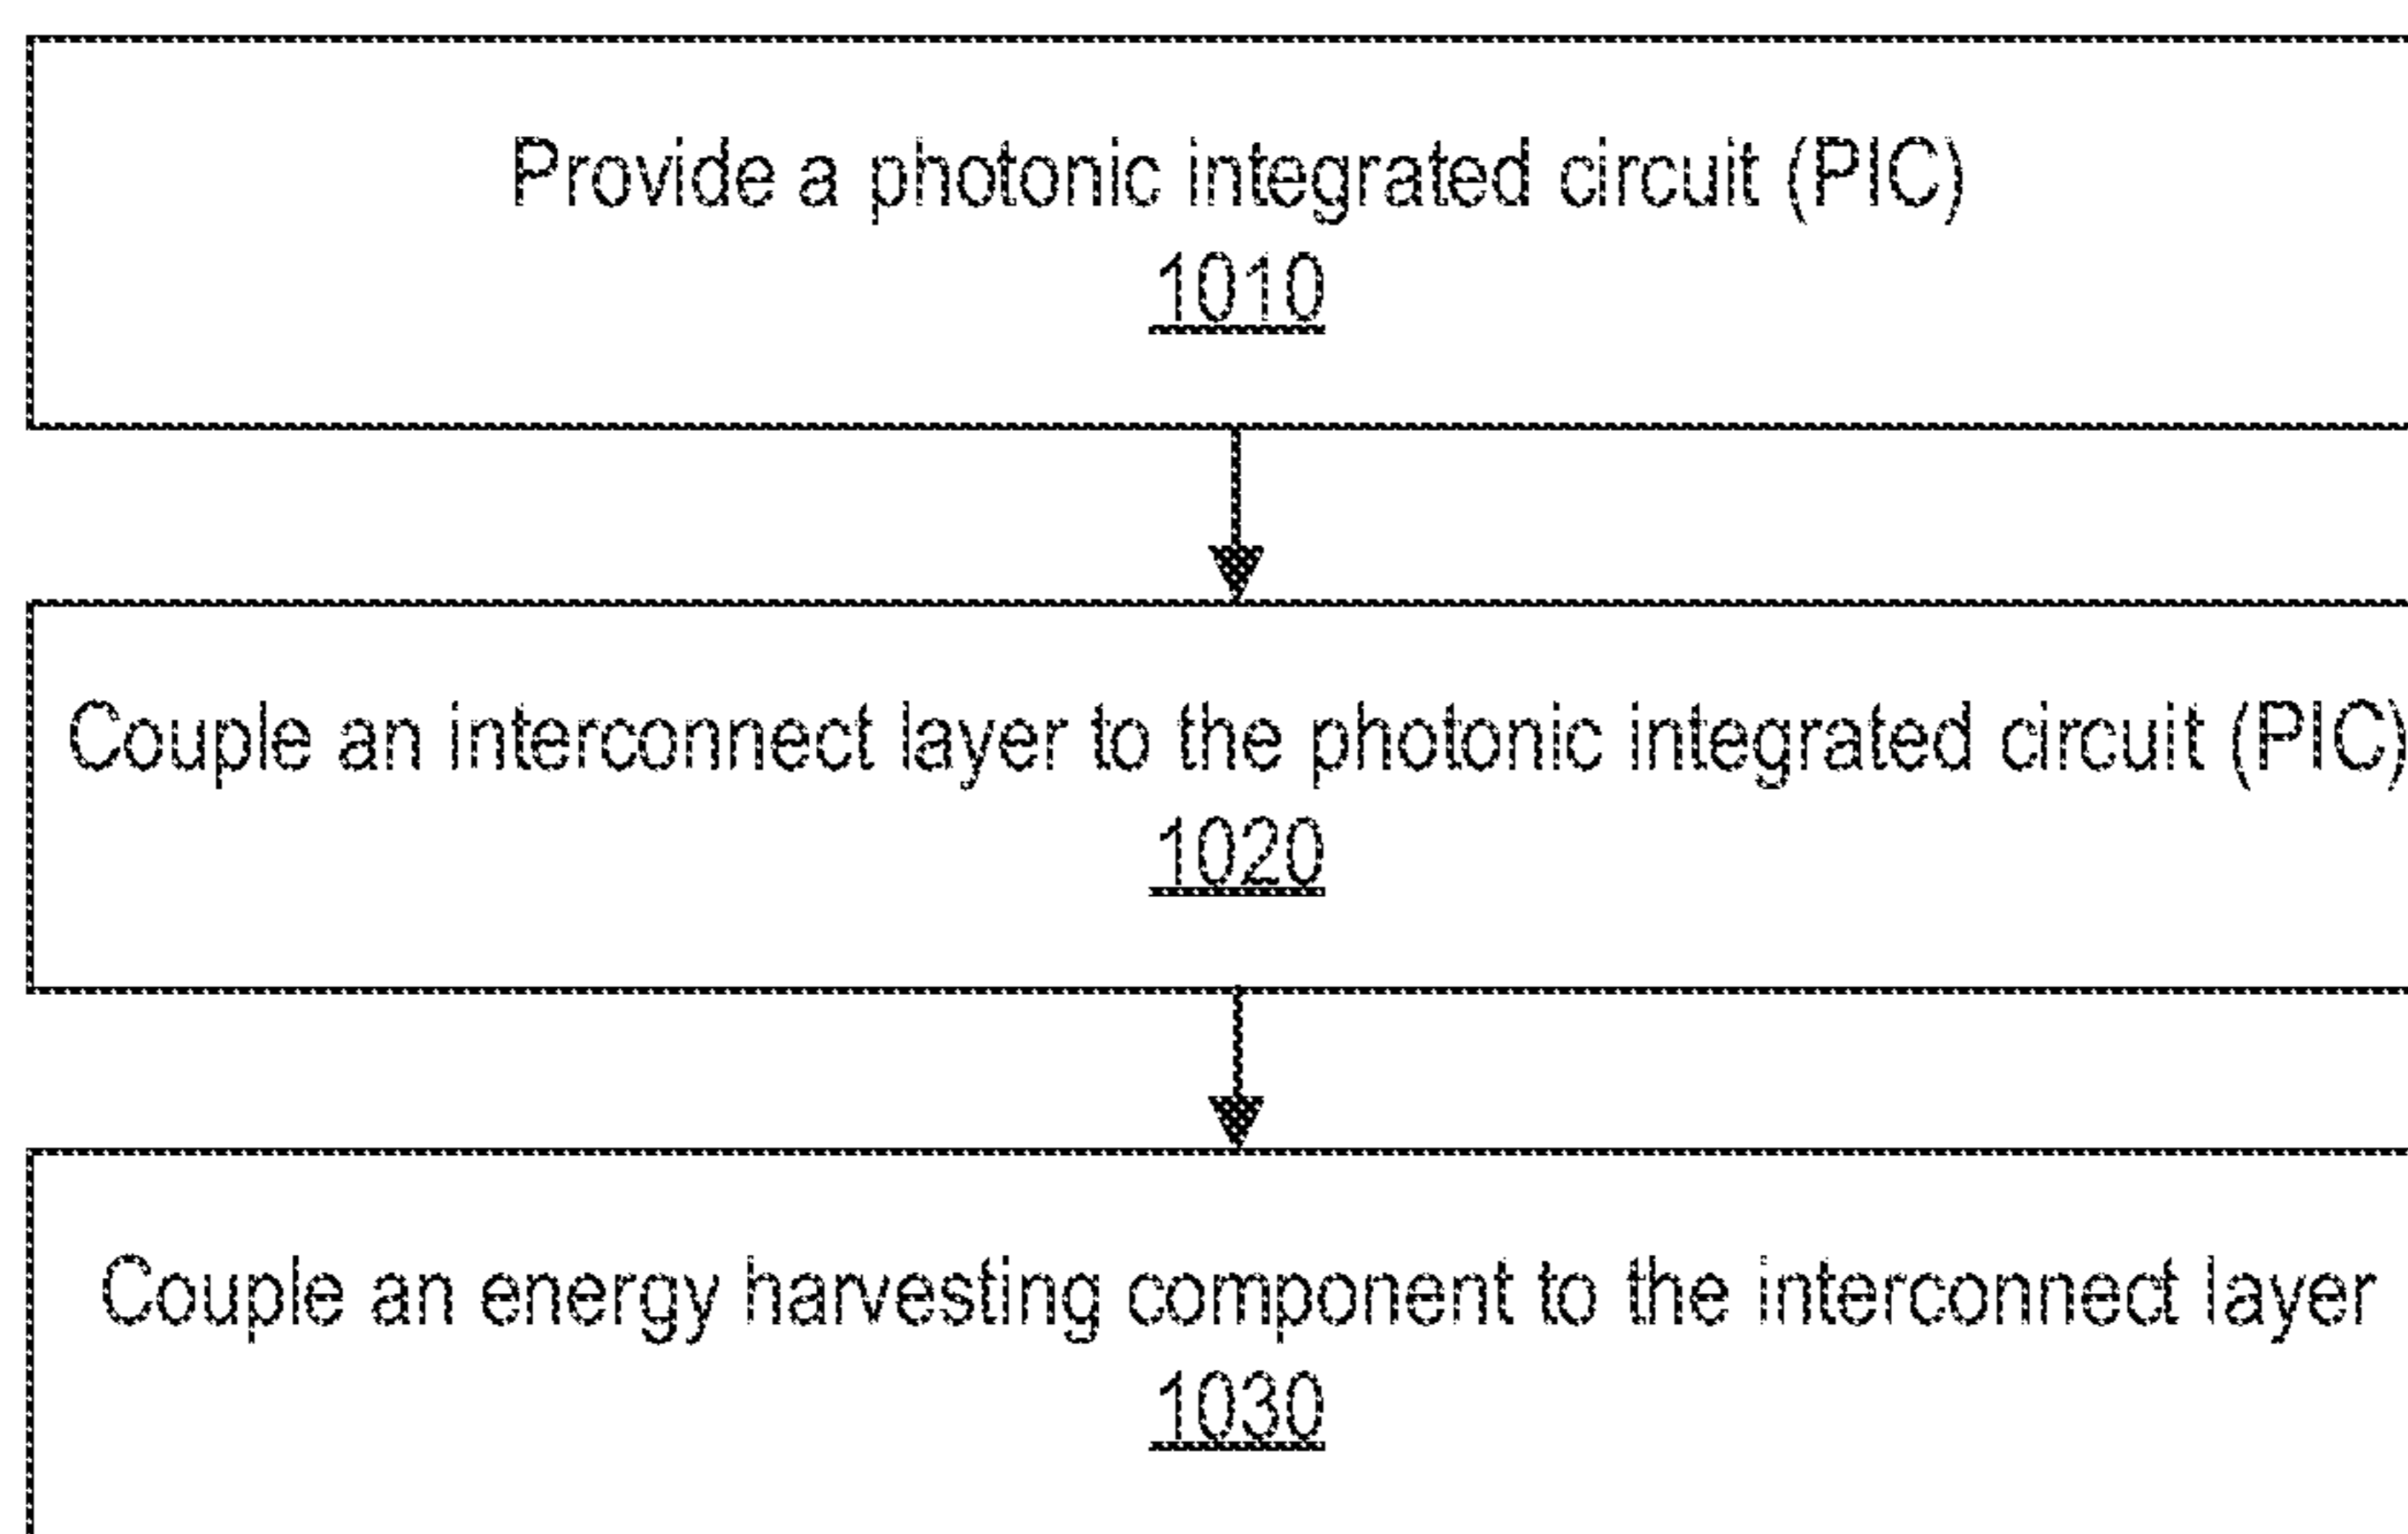 Provide a photonic integrated circuit (PIC)
1010
Couple an interconnect layer to the photonic integrated circuit (PIC)
1020
Couple an energy harvesting component to the interconnect layer
1030